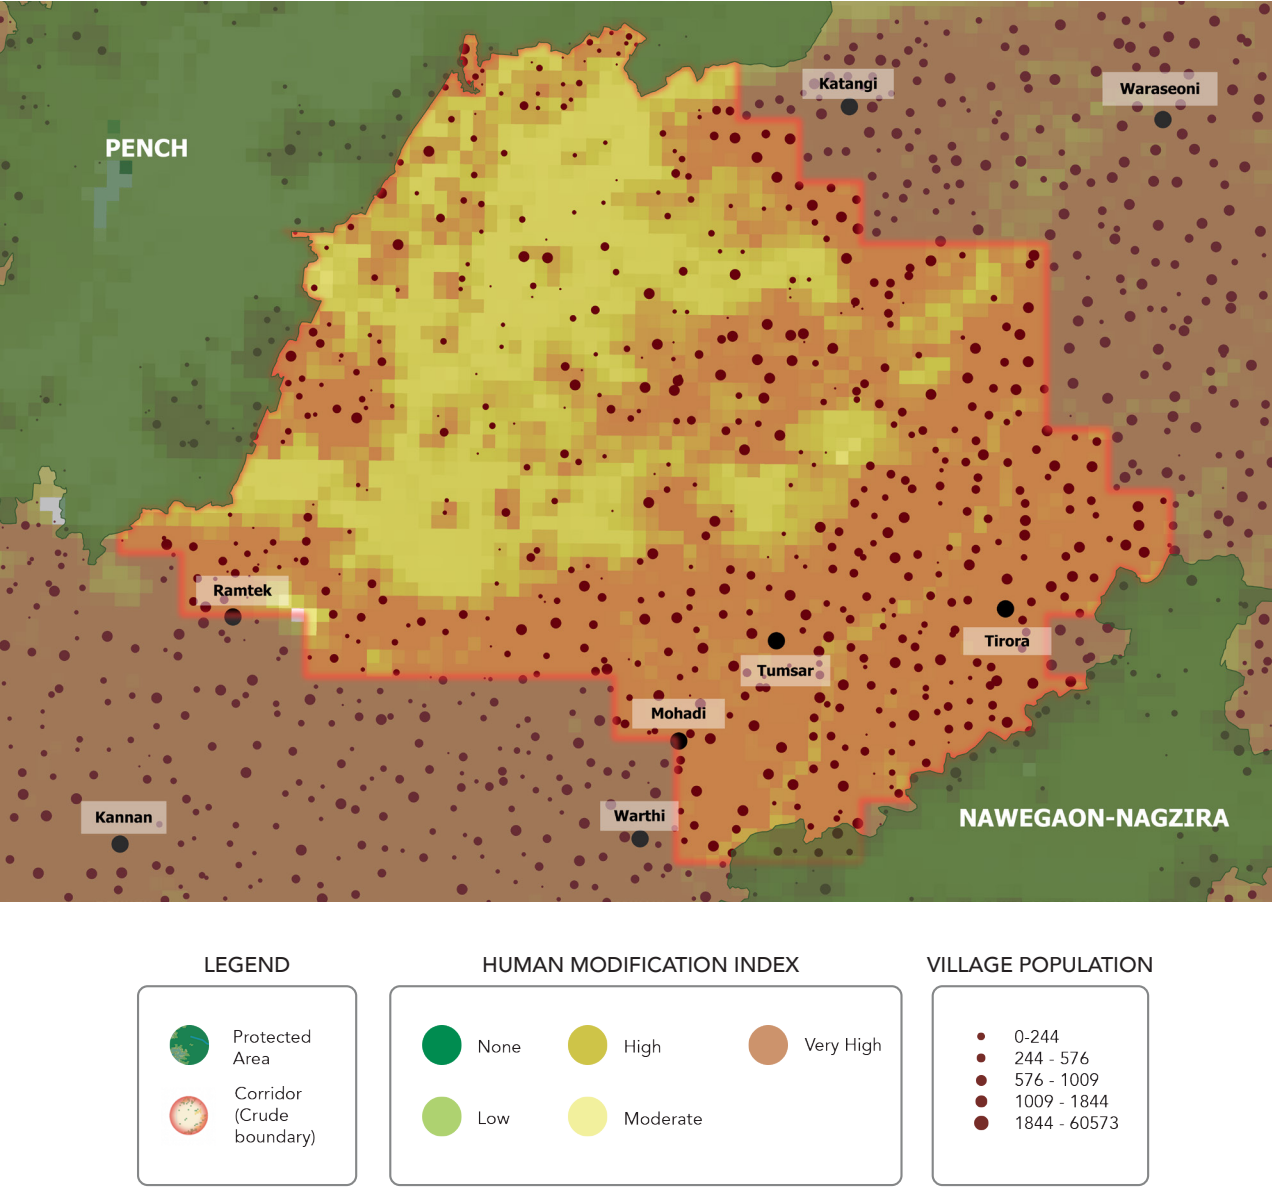 Katangi
Waraseoni
PENCH
Ramtek
Tirora
Tumsar
Mohadi
Kannan
Warthi
NAWEGAON-NAGZIRA
LEGEND
Protected
Area
Corridor
(Crude
boundary)
HUMAN MODIFICATION INDEX
None
High
Very High
Low
Moderate
VILLAGE POPULATION
0-244
244 - 576
576 - 1009
1009 - 1844
1844 - 60573